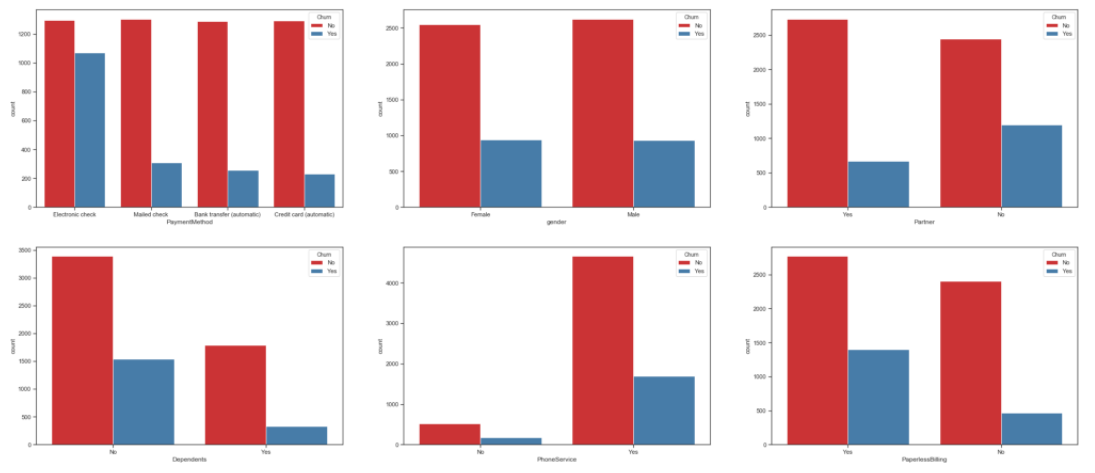 Churn
No
Yes
1200
1000
800
600
400
200
0
count
Electronic check
Mailed check
Bank transfer (automatic)
Credit card (automatic)
PaymentMethod
Churn
No
Yes
2500
2000
1500
1000
500
0
count
Female
Male
gender
Churn
No
Yes
2500
2000
1500
1000
500
0
count
Yes
No
Partner
Churn
No
Yes
3500
3000
2500
2000
1500
1000
500
0
count
No
Yes
Dependents
Churn
No
Yes
4000
3000
2000
1000
0
count
No
Yes
PhoneService
Churn
No
Yes
2500
2000
1500
1000
500
0
count
Yes
No
PaperlessBilling